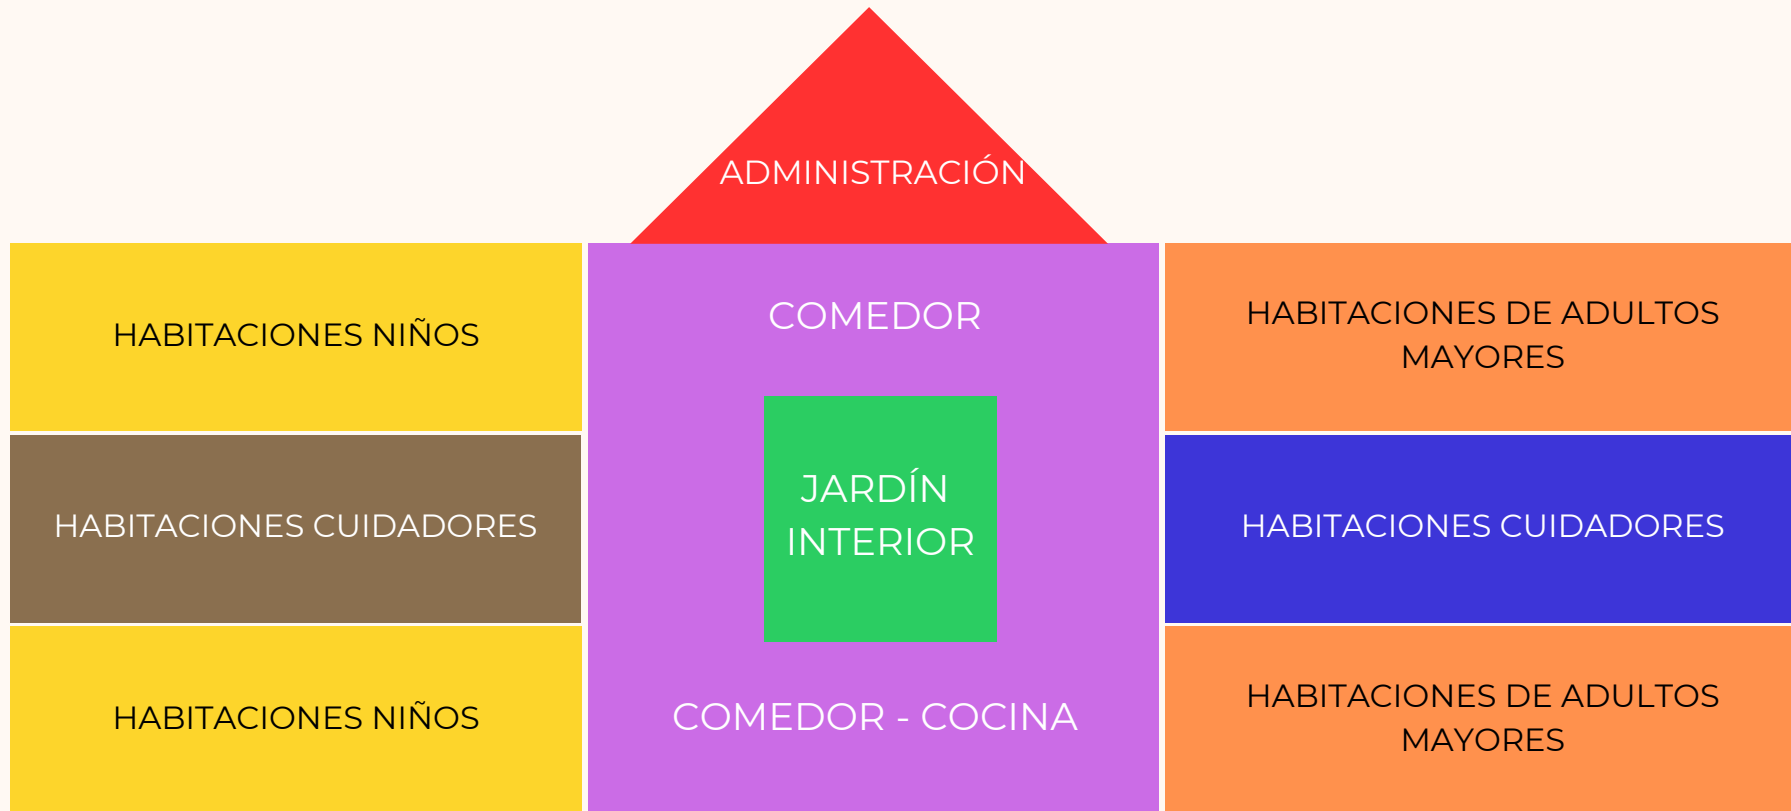 ADMINISTRACIÓN
HABITACIONES NIÑOS
COMEDOR
HABITACIONES DE ADULTOS
MAYORES
HABITACIONES CUIDADORES
JARDÍN
INTERIOR
HABITACIONES CUIDADORES
HABITACIONES NIÑOS
COMEDOR - COCINA
HABITACIONES DE ADULTOS
MAYORES